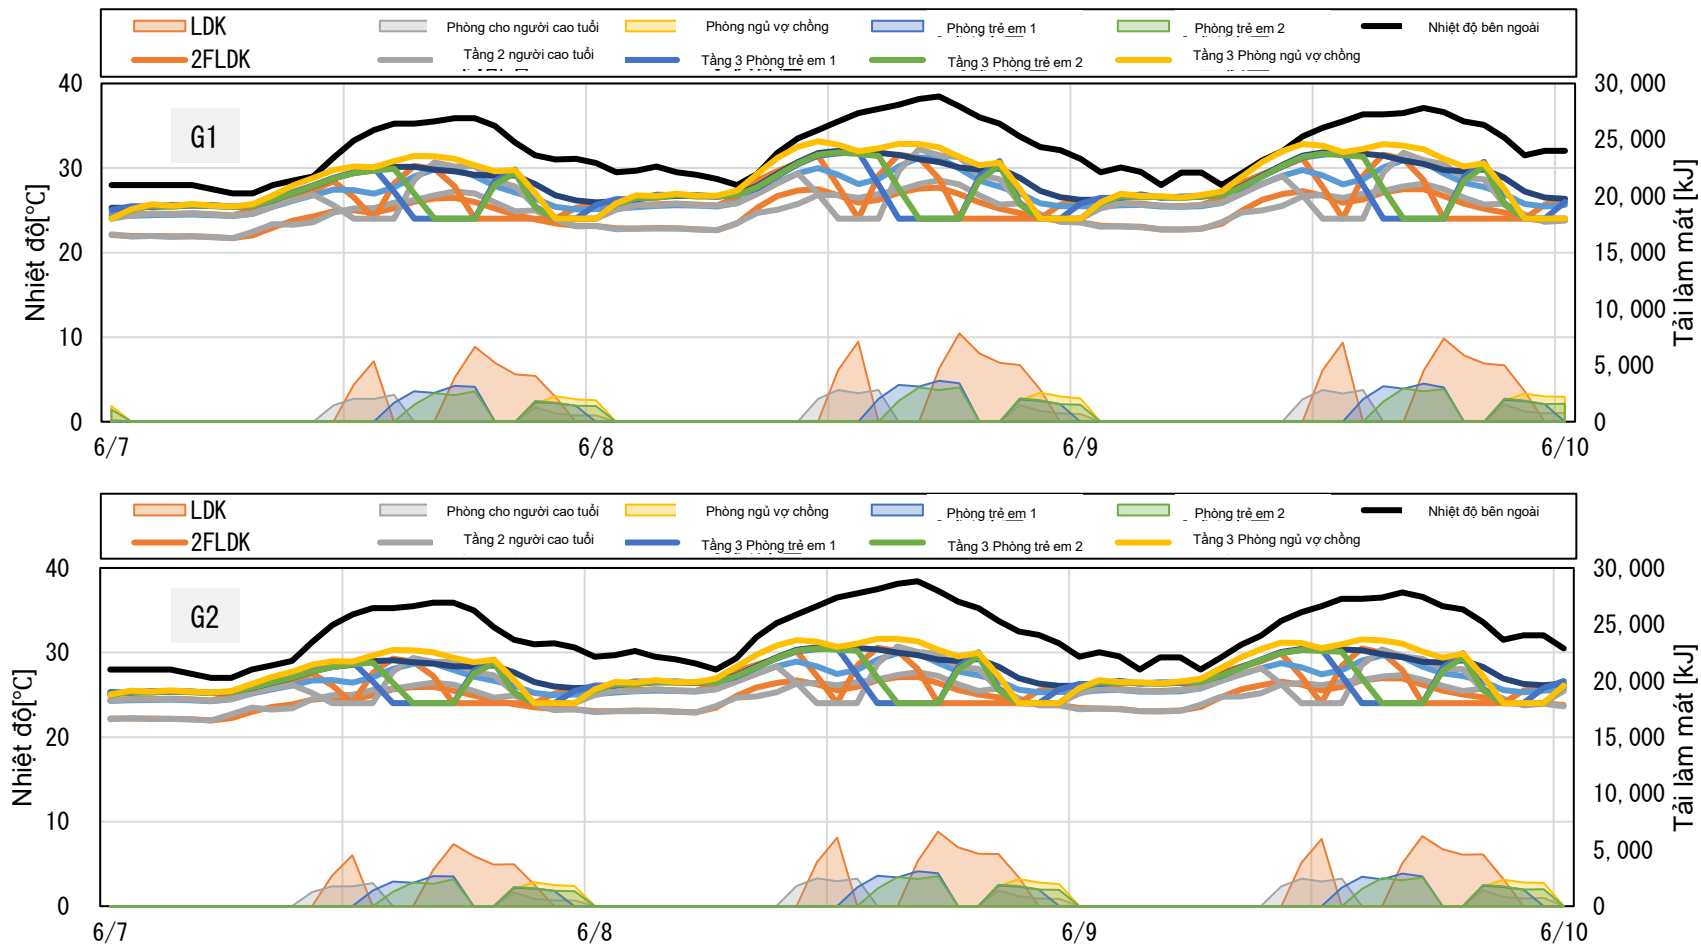 LDK Phòng cho người cao tuổi Phòng ngủ vợ chồng Phòng trẻ em 1 Phòng trẻ em 2 Nhiệt độ bên ngoài
2FLDK Tầng 2 người cao tuổi Tầng 3 Phòng trẻ em 1 Tầng 3 Phòng trẻ em 2 Tầng 3 Phòng ngủ vợ chồng
G1
Nhiệt độ[°C]
40
30
20
10
0
30,000
25,000
20,000
15,000
10,000
5,000
0
Tải làm mát [kJ]
6/7 6/8 6/9 6/10
LDK Phòng cho người cao tuổi Phòng ngủ vợ chồng Phòng trẻ em 1 Phòng trẻ em 2 Nhiệt độ bên ngoài
2FLDK Tầng 2 người cao tuổi Tầng 3 Phòng trẻ em 1 Tầng 3 Phòng trẻ em 2 Tầng 3 Phòng ngủ vợ chồng
G2
Nhiệt độ[°C]
40
30
20
10
0
30,000
25,000
20,000
15,000
10,000
5,000
0
Tải làm mát [kJ]
6/7 6/8 6/9 6/10